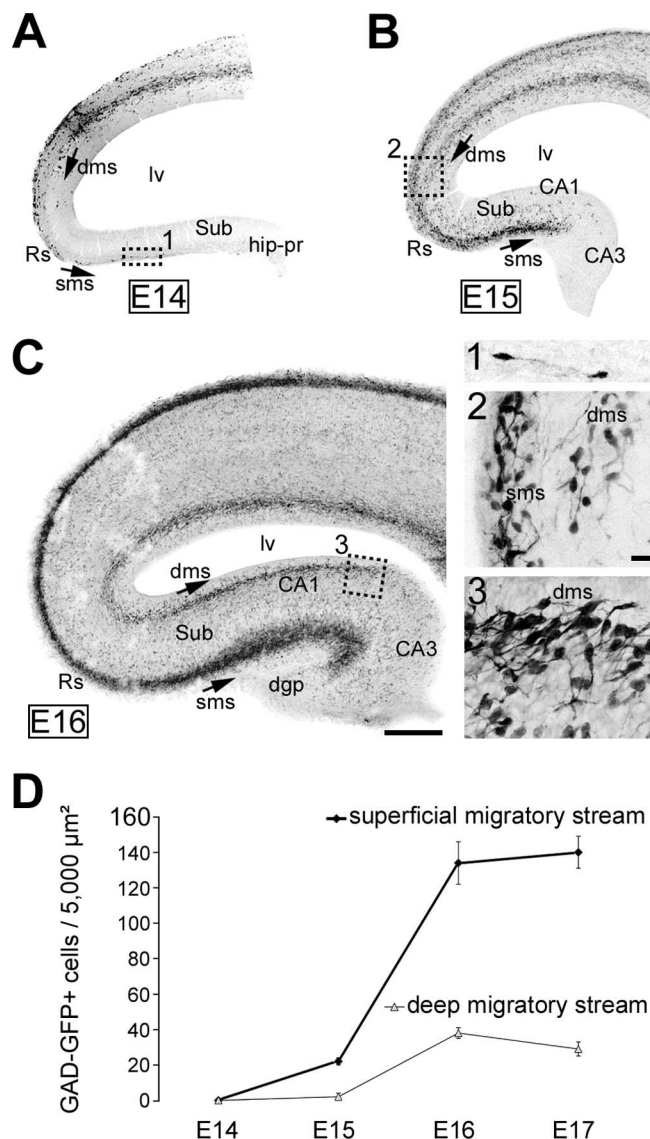 A
dms
lv
1
Sub
Rs
hip-pr
sms
E14
B
2
dms
lv
CA1
Sub
Rs
sms
CA3
E15
C
lv
3
dms
CA1
Sub
CA3
Rs
dgp
sms
E16
1
2
dms
sms
3
dms
D
GAD-GFP+ cells / 5,000 µm²
160
140
120
100
80
60
40
20
0
superficial migratory stream
deep migratory stream
E14 E15 E16 E17